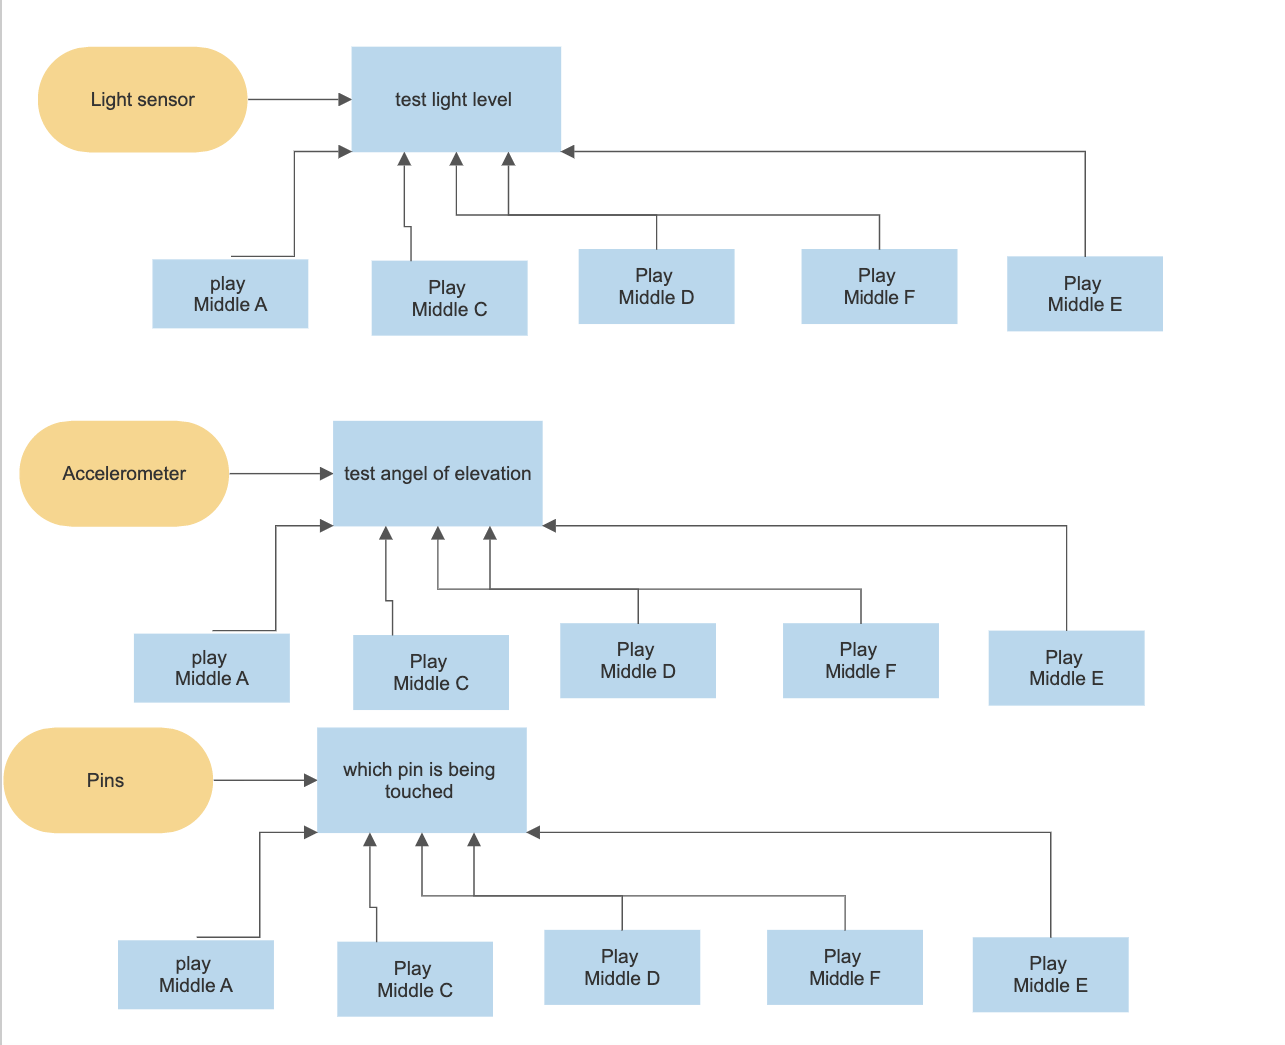 Light sensor
test light level
play
Middle A
Play
Middle C
Play
Middle D
Play
Middle F
Play
Middle E
Accelerometer
test angel of elevation
play
Middle A
Play
Middle C
Play
Middle D
Play
Middle F
Play
Middle E
Pins
which pin is being
touched
play
Middle A
Play
Middle C
Play
Middle D
Play
Middle F
Play
Middle E